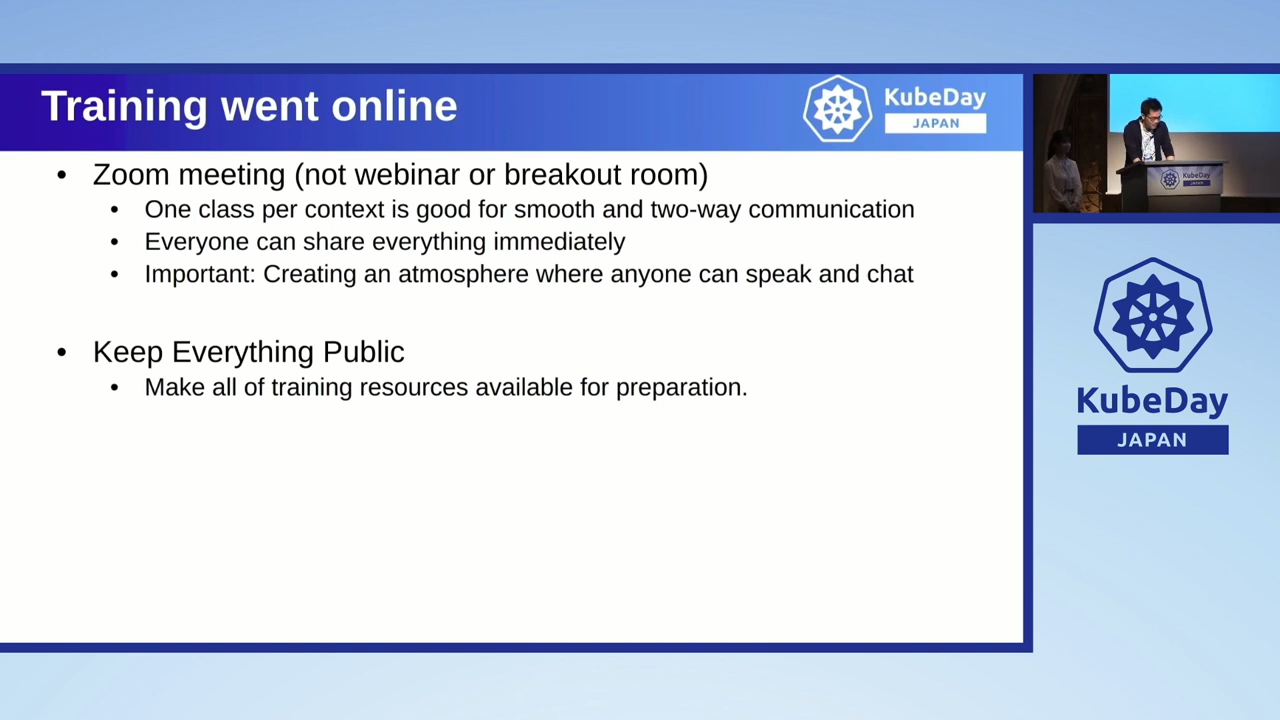 Training went online
KubeDay
JAPAN
• Zoom meeting (not webinar or breakout room)
• One class per context is good for smooth and two-way communication
• Everyone can share everything immediately
• Important: Creating an atmosphere where anyone can speak and chat
• Keep Everything Public
• Make all of training resources available for preparation.
KubeDay
JAPAN
KubeDay
JAPAN